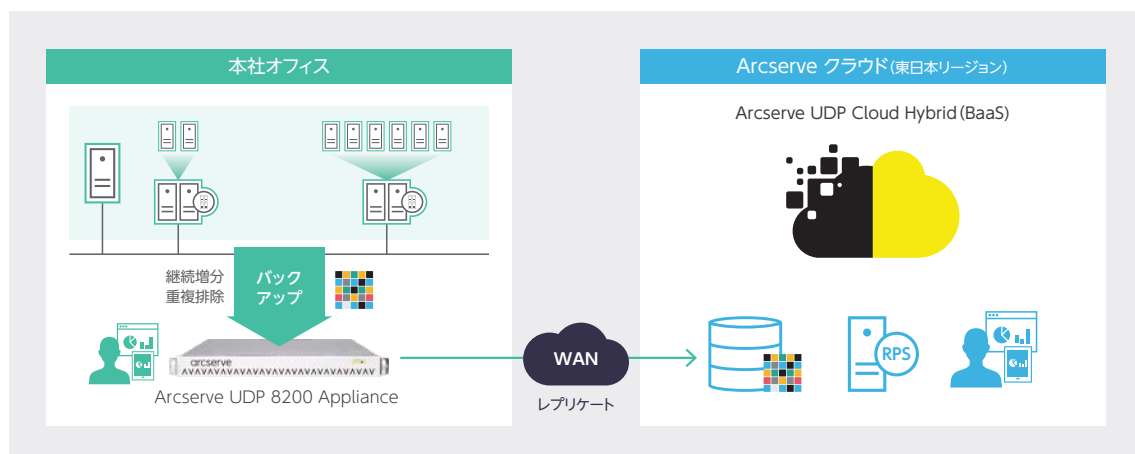 本社オフィス
継続増分
重複排除
バック
アップ
arcserve
Arcserve UDP 8200 Appliance
WAN
レプリケート
Arcserve クラウド(東日本リージョン)
Arcserve UDP Cloud Hybrid(BaaS)
RPS